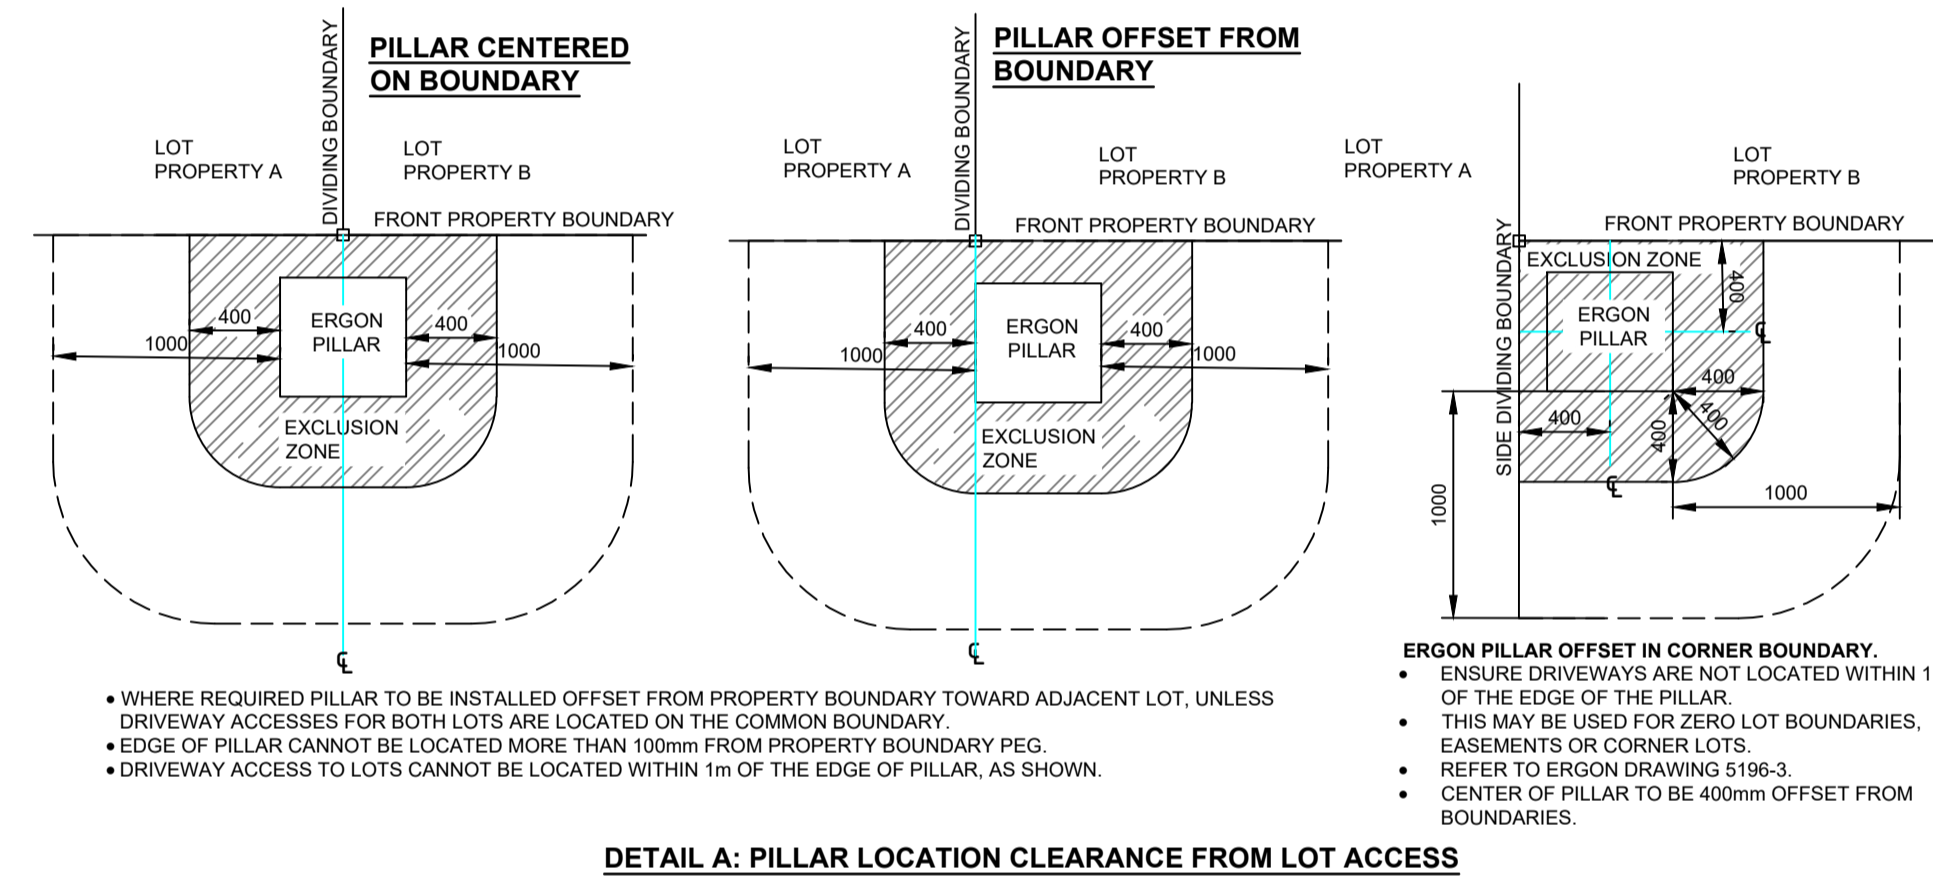 PILLAR CENTERED
ON BOUNDARY
DIVIDING BOUNDARY
LOT
PROPERTY A
LOT
PROPERTY B
FRONT PROPERTY BOUNDARY
400
1000
ERGON
PILLAR
400
1000
EXCLUSION
ZONE
℄
PILLAR OFFSET FROM
BOUNDARY
DIVIDING BOUNDARY
LOT
PROPERTY A
LOT
PROPERTY B
FRONT PROPERTY BOUNDARY
400
1000
ERGON
PILLAR
400
1000
EXCLUSION
ZONE
℄
LOT
PROPERTY A
LOT
PROPERTY B
FRONT PROPERTY BOUNDARY
SIDE DIVIDING BOUNDARY
EXCLUSION ZONE
400
ERGON
PILLAR
℄
400
400
400
400
℄
1000
1000
• WHERE REQUIRED PILLAR TO BE INSTALLED OFFSET FROM PROPERTY BOUNDARY TOWARD ADJACENT LOT, UNLESS
DRIVEWAY ACCESSES FOR BOTH LOTS ARE LOCATED ON THE COMMON BOUNDARY.
• EDGE OF PILLAR CANNOT BE LOCATED MORE THAN 100mm FROM PROPERTY BOUNDARY PEG.
• DRIVEWAY ACCESS TO LOTS CANNOT BE LOCATED WITHIN 1m OF THE EDGE OF PILLAR, AS SHOWN.
ERGON PILLAR OFFSET IN CORNER BOUNDARY.
• ENSURE DRIVEWAYS ARE NOT LOCATED WITHIN 1
OF THE EDGE OF THE PILLAR.
• THIS MAY BE USED FOR ZERO LOT BOUNDARIES,
EASEMENTS OR CORNER LOTS.
• REFER TO ERGON DRAWING 5196-3.
• CENTER OF PILLAR TO BE 400mm OFFSET FROM
BOUNDARIES.
DETAIL A: PILLAR LOCATION CLEARANCE FROM LOT ACCESS